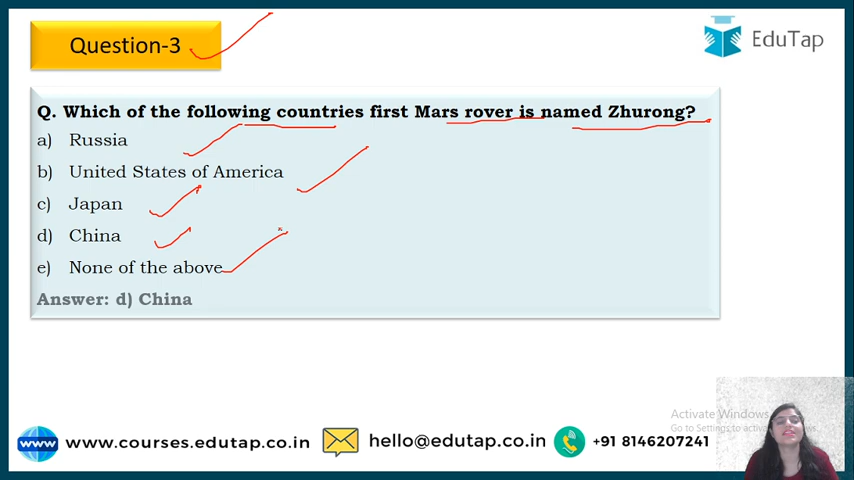 Question-3
EduTap
Q. Which of the following countries first Mars rover is named Zhurong?
a) Russia
b) United States of America
c) Japan
d) China
e) None of the above
Answer: d) China
Activate Windows
Go to Settings to activate Windows.
www
www.courses.edutap.co.in
hello@edutap.co.in
+91 8146207241